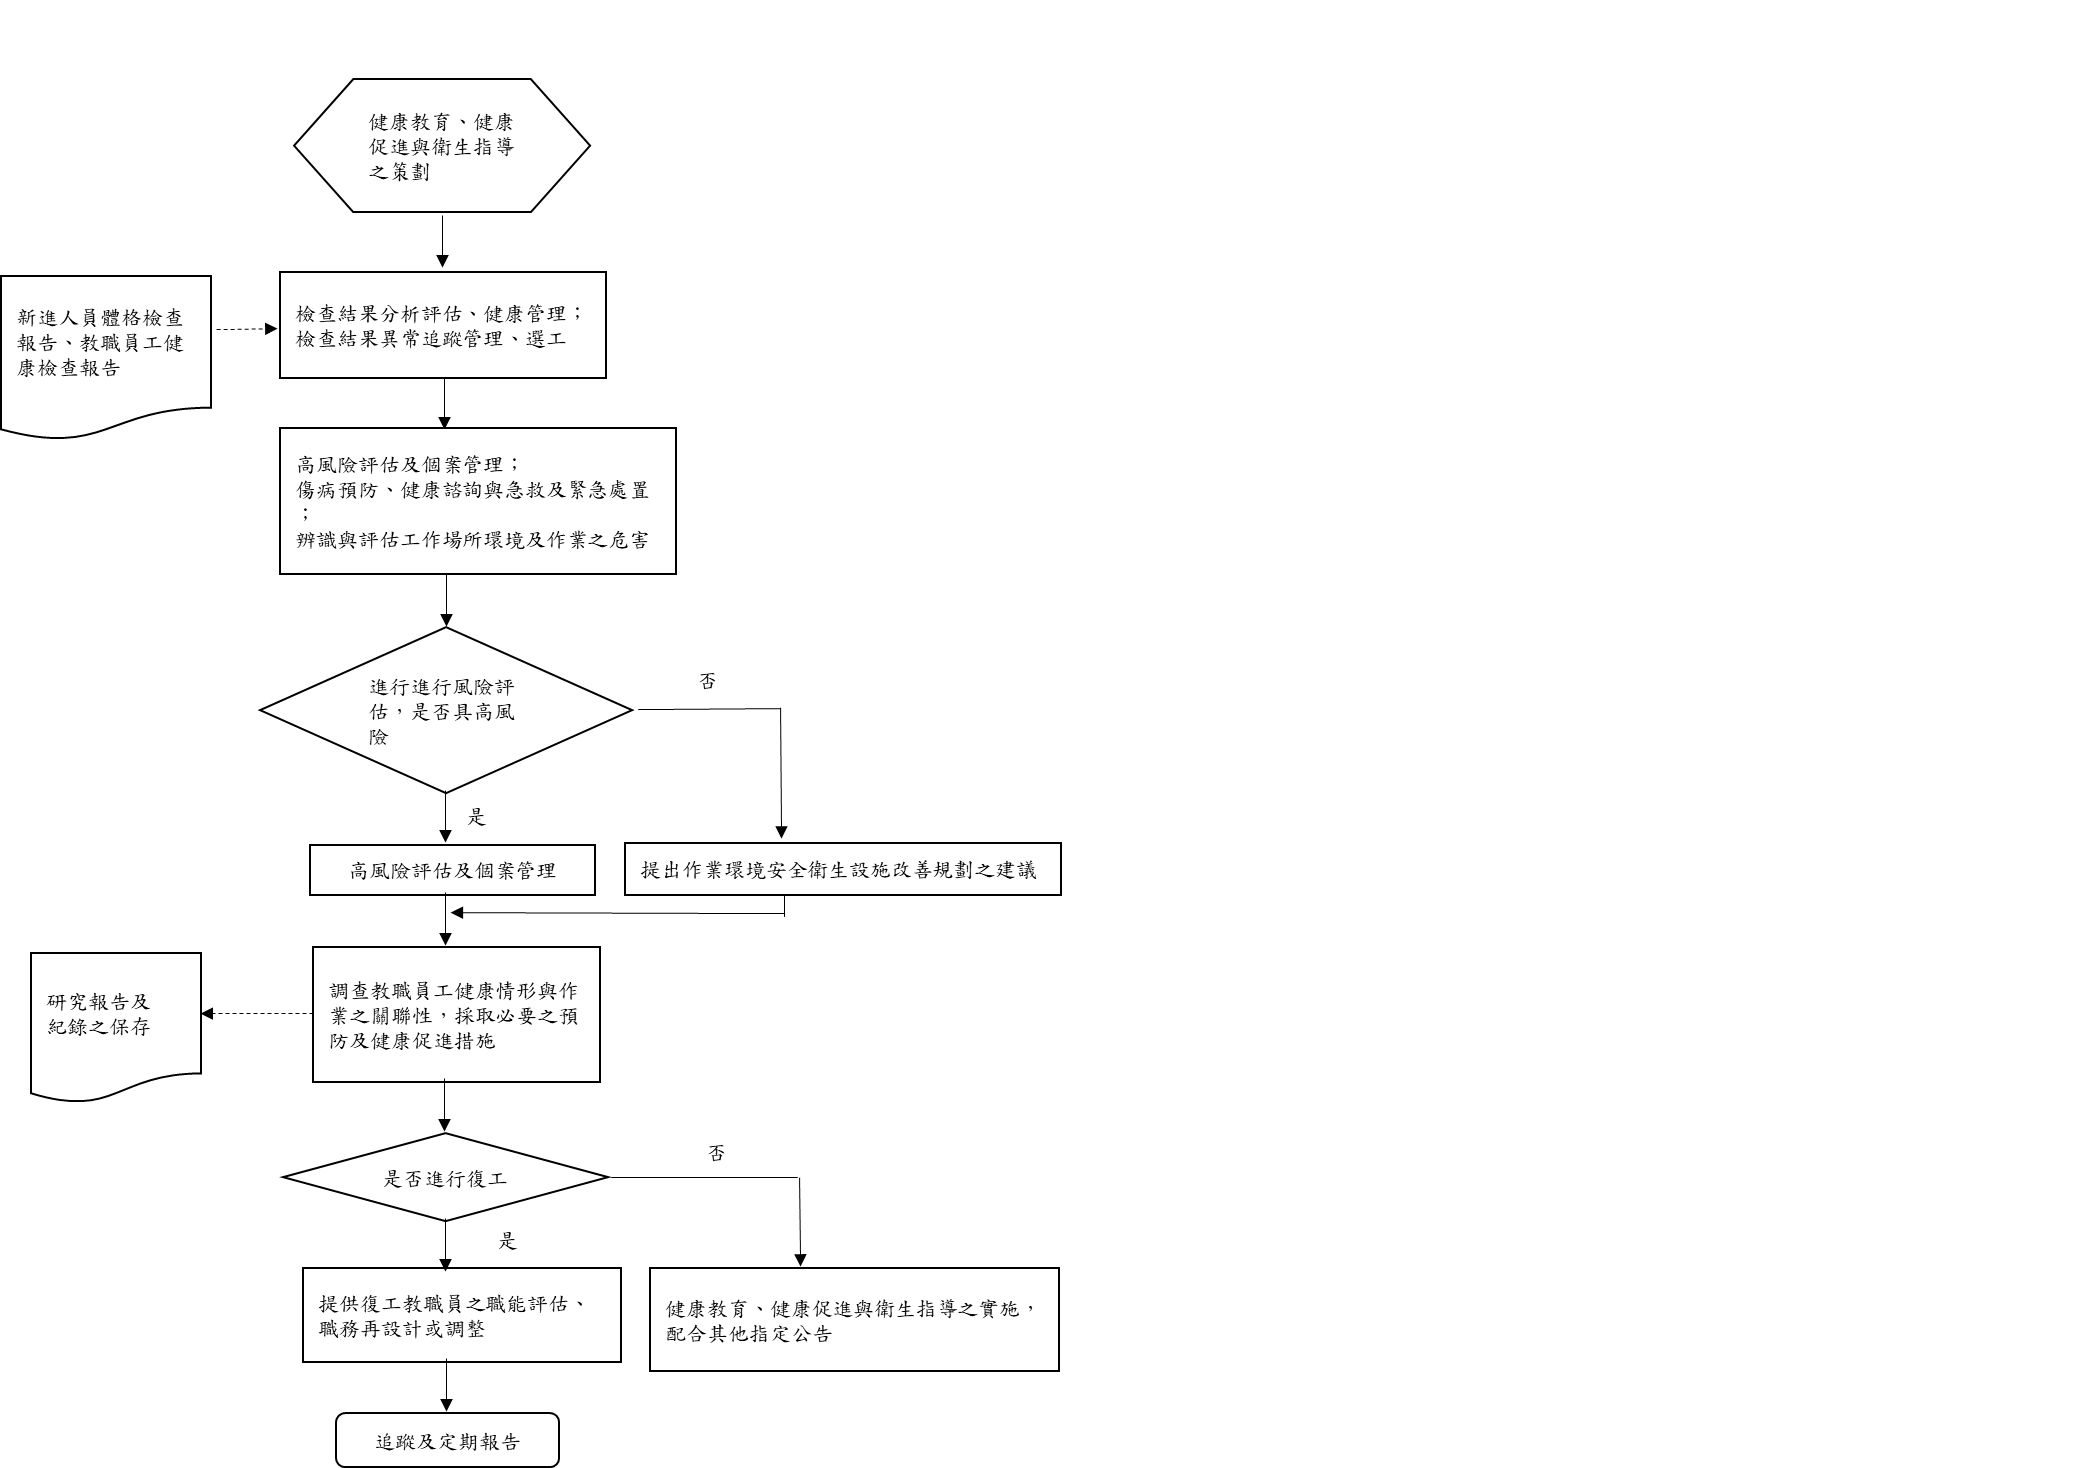 健康教育、健康
促進與衛生指導
之策劃
新進人員體格檢查
報告、教職員工健
康檢查報告
檢查結果分析評估、健康管理；
檢查結果異常追蹤管理、選工
高風險評估及個案管理；
傷病預防、健康諮詢與急救及緊急處置
；
辨識與評估工作場所環境及作業之危害
進行進行風險評
估，是否具高風
險
否
是
高風險評估及個案管理
提出作業環境安全衛生設施改善規劃之建議
研究報告及
紀錄之保存
調查教職員工健康情形與作
業之關聯性，採取必要之預
防及健康促進措施
是否進行復工
否
是
提供復工教職員之職能評估、
職務再設計或調整
健康教育、健康促進與衛生指導之實施，
配合其他指定公告
追蹤及定期報告